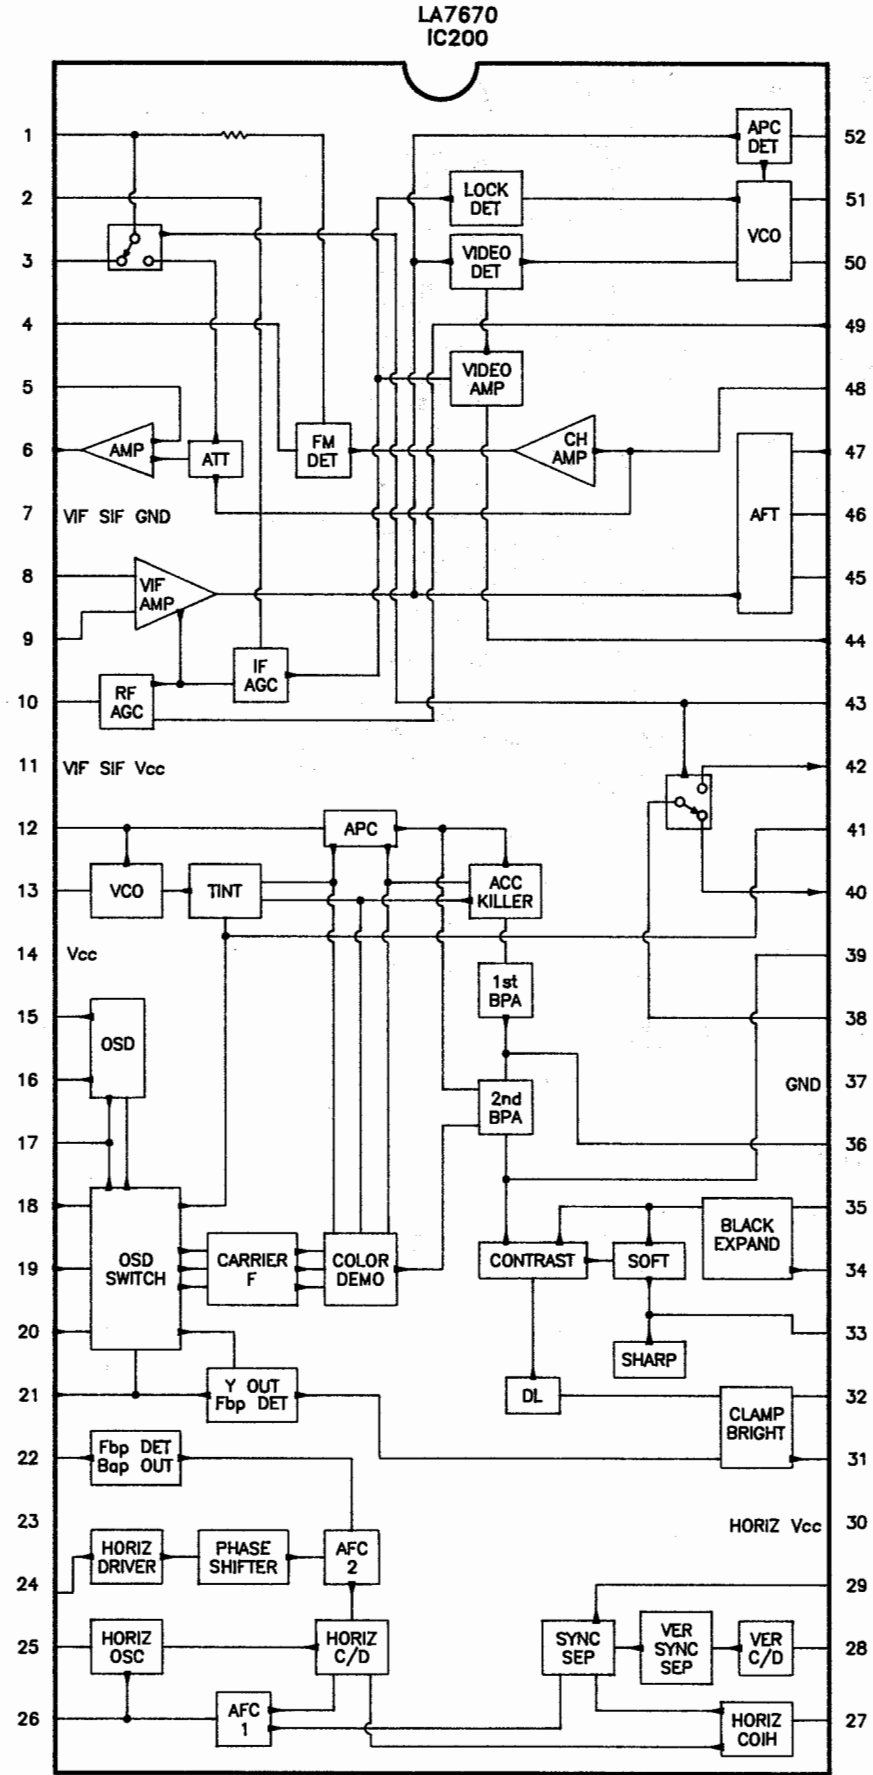 LA7670
IC200
1
52
APC
DET
2
LOCK
DET
51
VCO
3
VIDEO
DET
50
4
49
5
VIDEO
AMP
48
6
AMP
ATT
FM
DET
CH
AMP
47
7
VIF SIF GND
AFT
46
8
VIF
AMP
45
9
44
IF
AGC
10
RF
AGC
43
11
VIF SIF Vcc
42
12
APC
41
13
VCO
TINT
ACC
KILLER
40
14
Vcc
39
15
1st
BPA
38
OSD
16
2nd
BPA
GND
37
17
36
18
35
OSD
SWITCH
CARRIER
F
COLOR
DEMO
CONTRAST
SOFT
BLACK
EXPAND
19
34
20
33
SHARP
21
Y OUT
Fbp DET
DL
32
CLAMP
BRIGHT
22
Fbp DET
Bap OUT
31
23
HORIZ Vcc
30
HORIZ
DRIVER
PHASE
SHIFTER
AFC
2
24
29
25
HORIZ
OSC
HORIZ
C/D
SYNC
SEP
VER
SYNC
SEP
VER
C/D
28
26
AFC
1
HORIZ
COIH
27